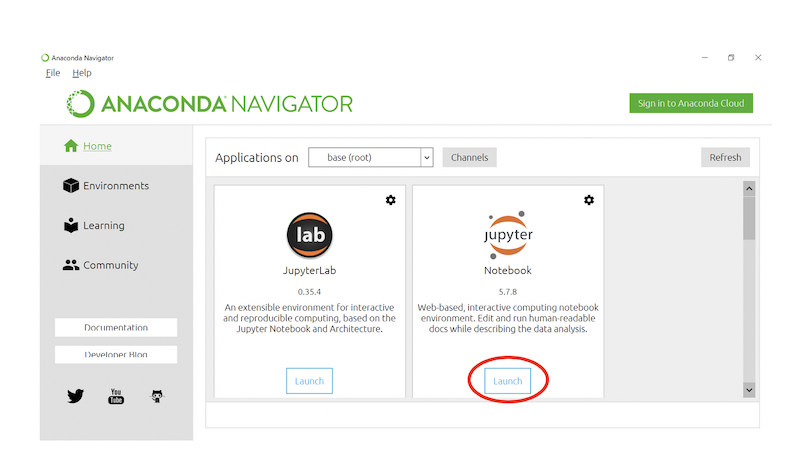 Anaconda Navigator
File Help
ANACONDA NAVIGATOR
Sign in to Anaconda Cloud
Home
Environments
Learning
Community
Documentation
Developer Blog
You
Tube
Applications on base (root) Channels Refresh
lab
JupyterLab
0.35.4
An extensible environment for interactive
and reproducible computing, based on the
Jupyter Notebook and Architecture.
Launch
jupyter
Notebook
5.7.8
Web-based, interactive computing notebook
environment. Edit and run human-readable
docs while describing the data analysis.
Launch